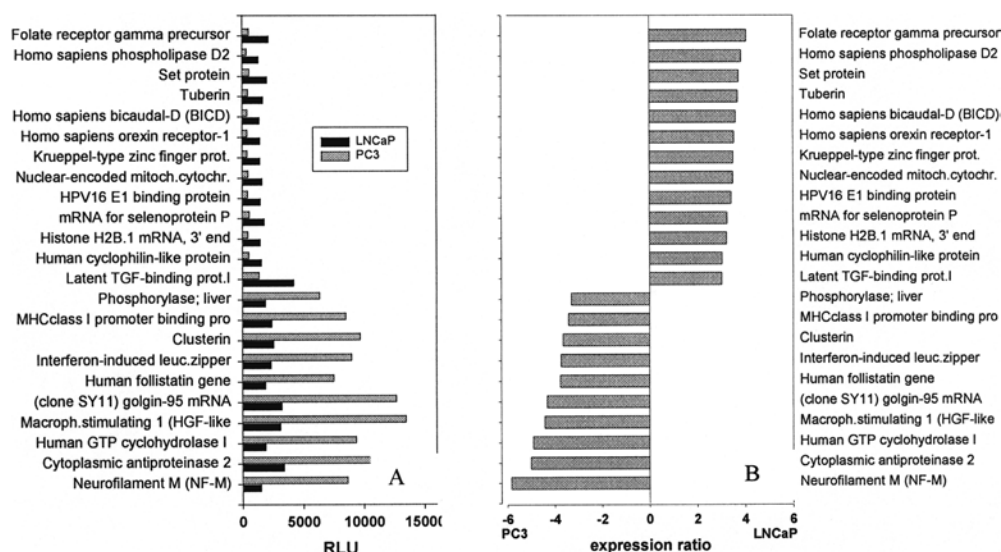 Folate receptor gamma precursor
Homo sapiens phospholipase D2
Set protein
Tuberin
Homo sapiens bicaudal-D (BICD)
Homo sapiens orexin receptor-1
Krueppel-type zinc finger prot.
Nuclear-encoded mitoch.cytochr.
HPV16 E1 binding protein
mRNA for selenoprotein P
Histone H2B.1 mRNA, 3' end
Human cyclophilin-like protein
Latent TGF-binding prot.I
Phosphorylase; liver
MHCclass I promoter binding pro
Clusterin
Interferon-induced leuc.zipper
Human follistatin gene
(clone SY11) golgin-95 mRNA
Macroph.stimulating 1 (HGF-like
Human GTP cyclohydrolase I
Cytoplasmic antiproteinase 2
Neurofilament M (NF-M)
LNCaP
PC3
A
0 5000 10000 15000
RLU
Folate receptor gamma precursor
Homo sapiens phospholipase D2
Set protein
Tuberin
Homo sapiens bicaudal-D (BICD)
Homo sapiens orexin receptor-1
Krueppel-type zinc finger prot.
Nuclear-encoded mitoch.cytochr.
HPV16 E1 binding protein
mRNA for selenoprotein P
Histone H2B.1 mRNA, 3' end
Human cyclophilin-like protein
Latent TGF-binding prot.I
Phosphorylase; liver
MHCclass I promoter binding pro
Clusterin
Interferon-induced leuc.zipper
Human follistatin gene
(clone SY11) golgin-95 mRNA
Macroph.stimulating 1 (HGF-like
Human GTP cyclohydrolase I
Cytoplasmic antiproteinase 2
Neurofilament M (NF-M)
B
-6 -4 -2 0 2 4 6
PC3 LNCaP
expression ratio